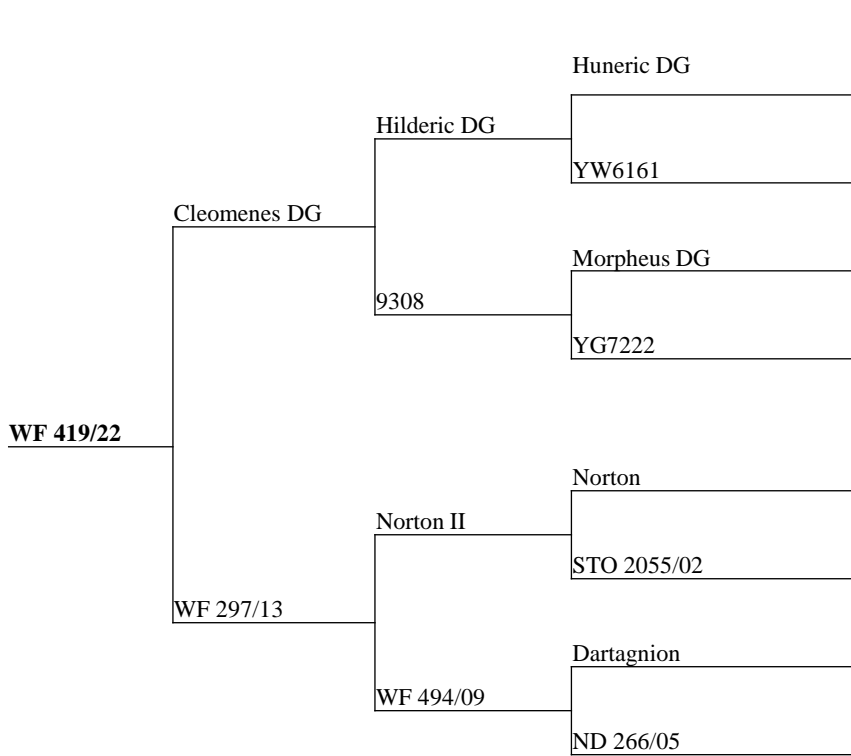 Huneric DG
Hilderic DG
YW6161
Cleomenes DG
Morpheus DG
9308
YG7222
WF 419/22
Norton
Norton II
STO 2055/02
WF 297/13
Dartagnion
WF 494/09
ND 266/05